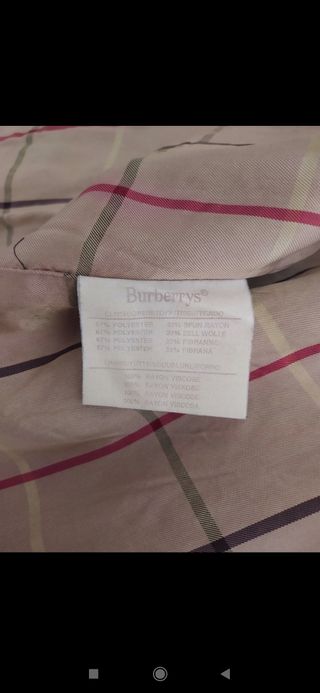 Burberrys®
67% POLYESTER 33% SPUN RAYON
67% POLYESTER 33% ZELLWOLLE
67% POLYESTER 33% FIBRANNE
67% POLYESTER 33% FIBRANA
100% RAYON VISCOSE
100% RAYON VISCOSE
100% RAYON VISCOSE
100% RAYON VISCOSA